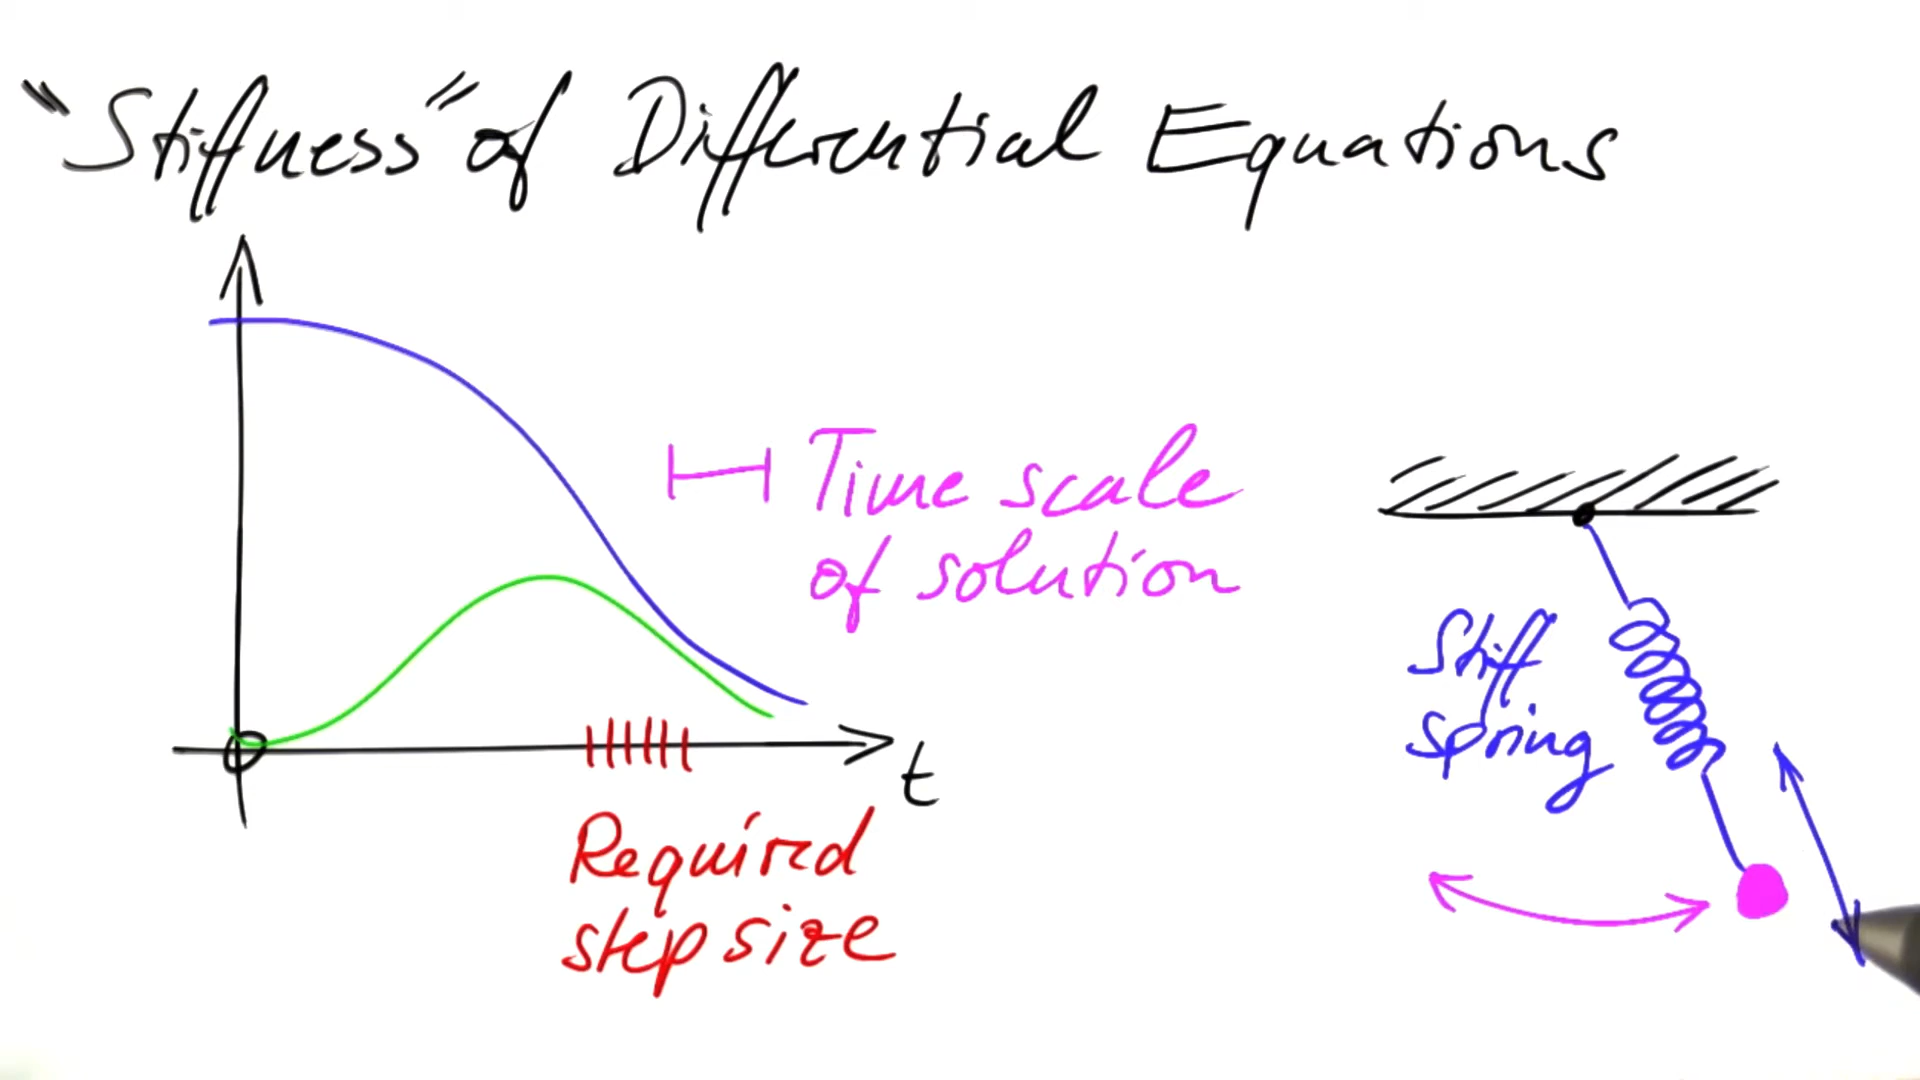 "Stiffness" of Differential Equations
Time scale
of solution
Stiff
spring
t
Required
step size